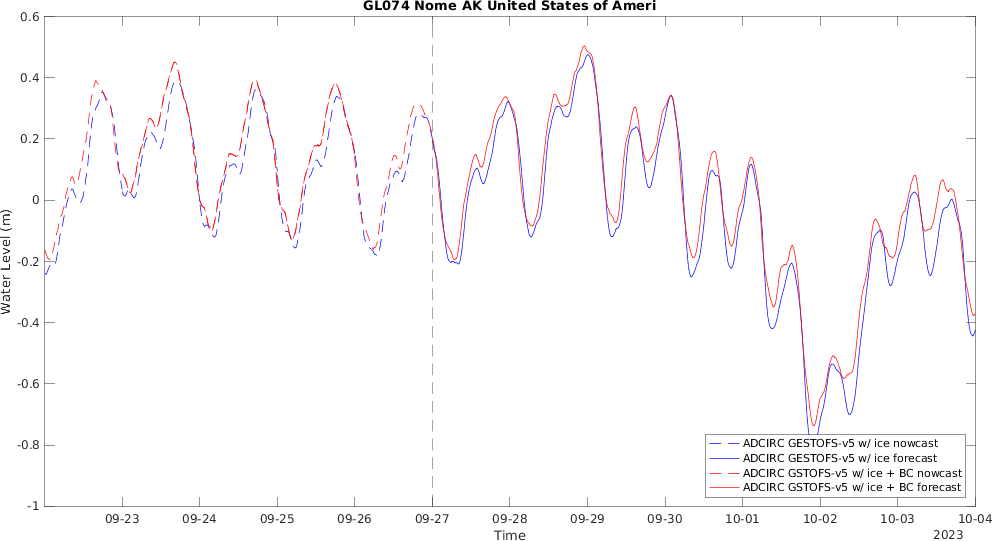 GL074 Nome AK United States of Ameri
0.6
0.4
0.2
0
-0.2
-0.4
-0.6
-0.8
-1
Water Level (m)
ADCIRC GESTOFS-v5 w/ ice nowcast
ADCIRC GESTOFS-v5 w/ ice forecast
ADCIRC GSTOFS-v5 w/ ice + BC nowcast
ADCIRC GSTOFS-v5 w/ ice + BC forecast
09-23 09-24 09-25 09-26 09-27 09-28 09-29 09-30 10-01 10-02 10-03 10-04
Time
2023